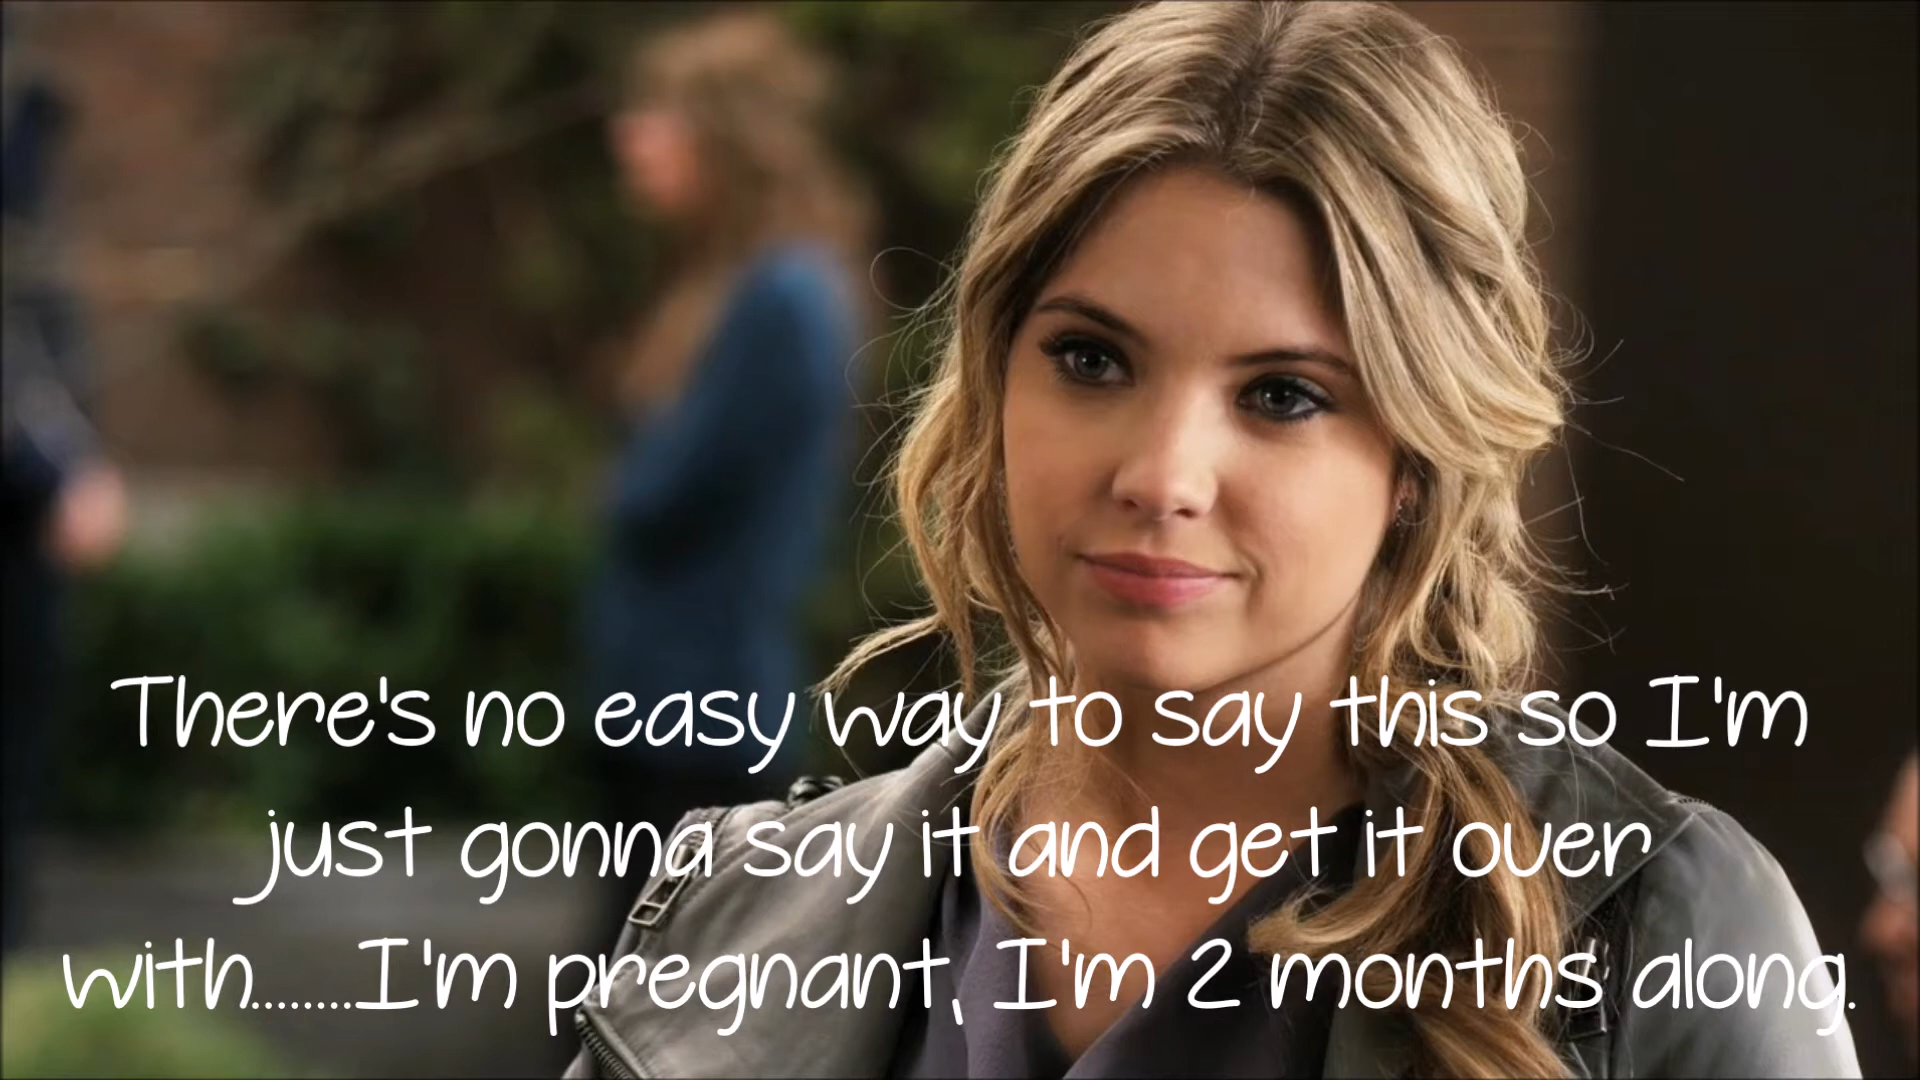 There's no easy way to say this so I'm
just gonna say it and get it over
with........I'm pregnant, I'm 2 months along.